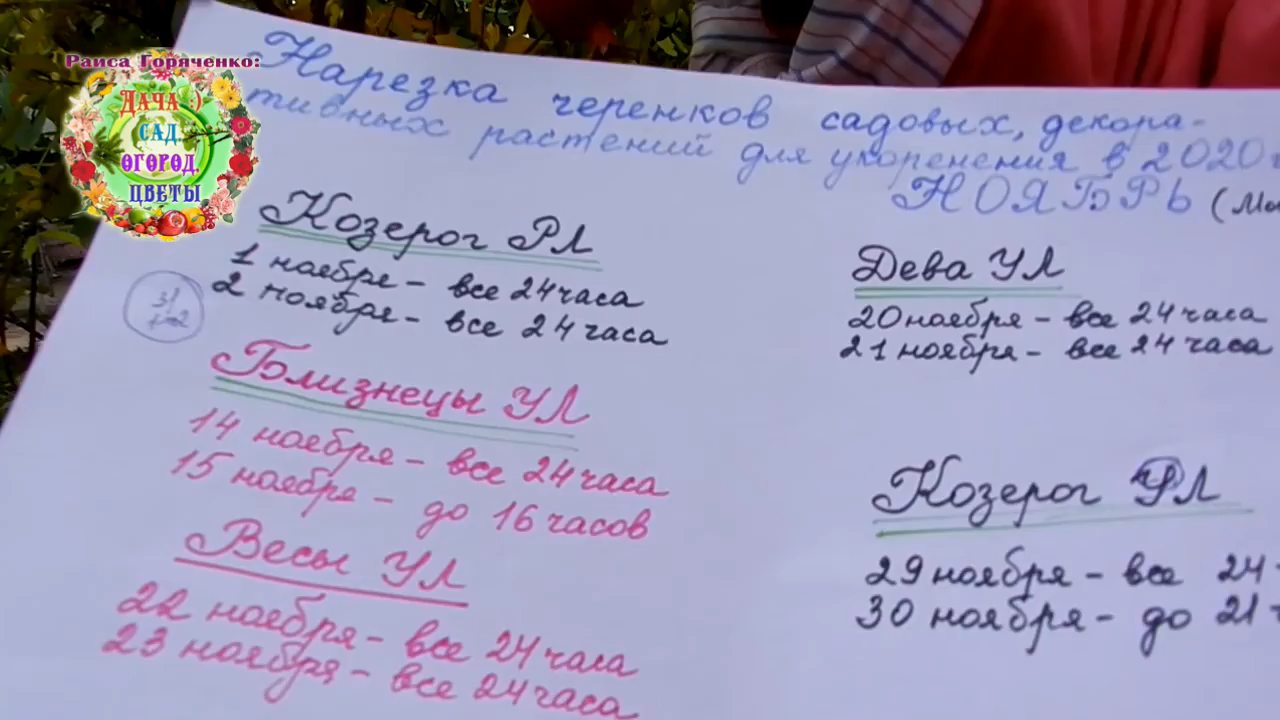 Раиса Горяченко:
Дача :)
сад,
огород,
цветы
Нарезка черенков садовых, декора-
тивных растений для укоренения в 2020
НОЯБРЬ (Мо
Козерог РЛ
1 ноября - все 24 часа
2 ноября - все 24 часа
Близнецы УЛ
14 ноября - все 24 часа
15 ноября - до 16 часов
Весы УЛ
22 ноября - все 24 часа
23 ноября - все 24 часа
Дева УЛ
20 ноября - все 24 часа
21 ноября - все 24 часа
Козерог РЛ
29 ноября - все 24
30 ноября - до 21